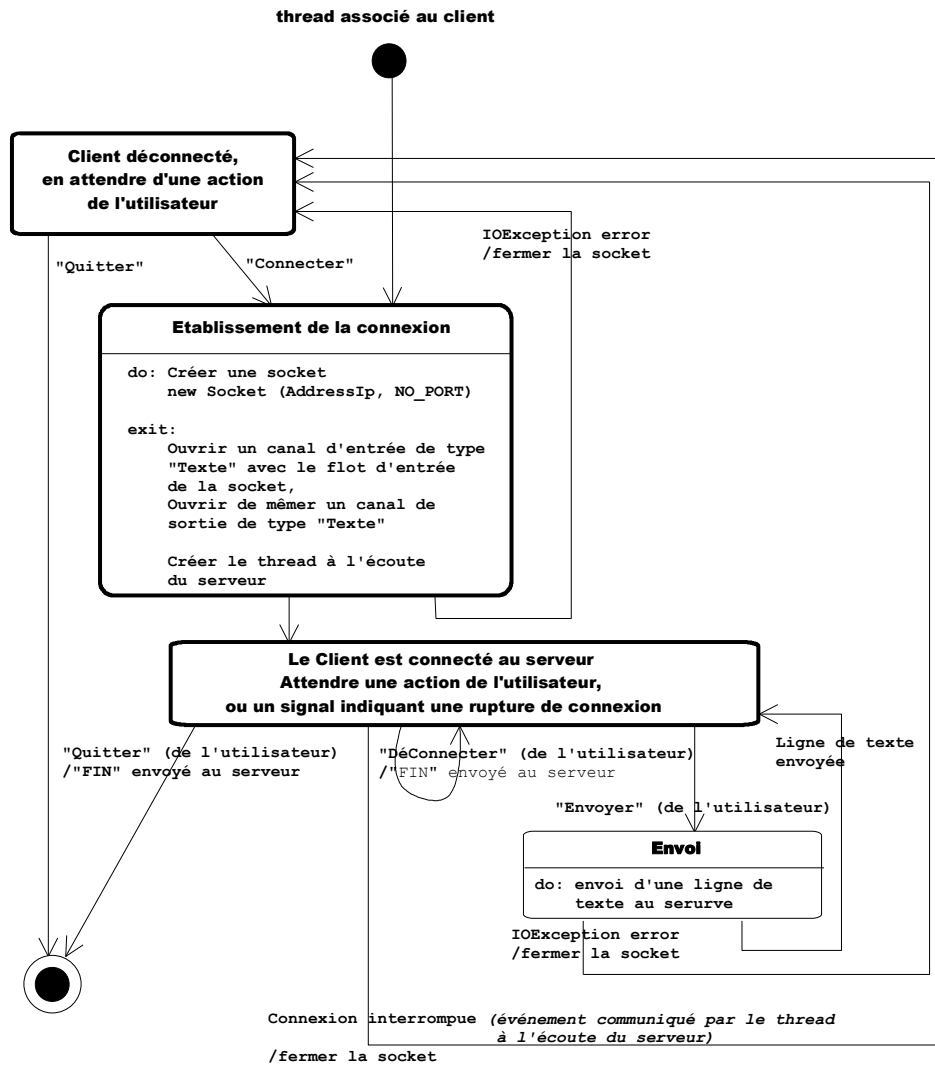 thread associé au client
Client déconnecté,
en attendre d'une action
de l'utilisateur
IOException error
/fermer la socket
"Quitter"
"Connecter"
Etablissement de la connexion
do: Créer une socket
new Socket (AddressIp, NO_PORT)
exit:
Ouvrir un canal d'entrée de type
"Texte" avec le flot d'entrée
de la socket,
Ouvrir de mêmer un canal de
sortie de type "Texte"
Créer le thread à l'écoute
du serveur
Le Client est connecté au serveur
Attendre une action de l'utilisateur,
ou un signal indiquant une rupture de connexion
"Quitter" (de l'utilisateur)
/"FIN" envoyé au serveur
"DéConnecter" (de l'utilisateur)
/"FIN" envoyé au serveur
Ligne de texte
envoyée
"Envoyer" (de l'utilisateur)
Envoi
do: envoi d'une ligne de
texte au serurve
IOException error
/fermer la socket
Connexion interrompue (événement communiqué par le thread
à l'écoute du serveur)
/fermer la socket